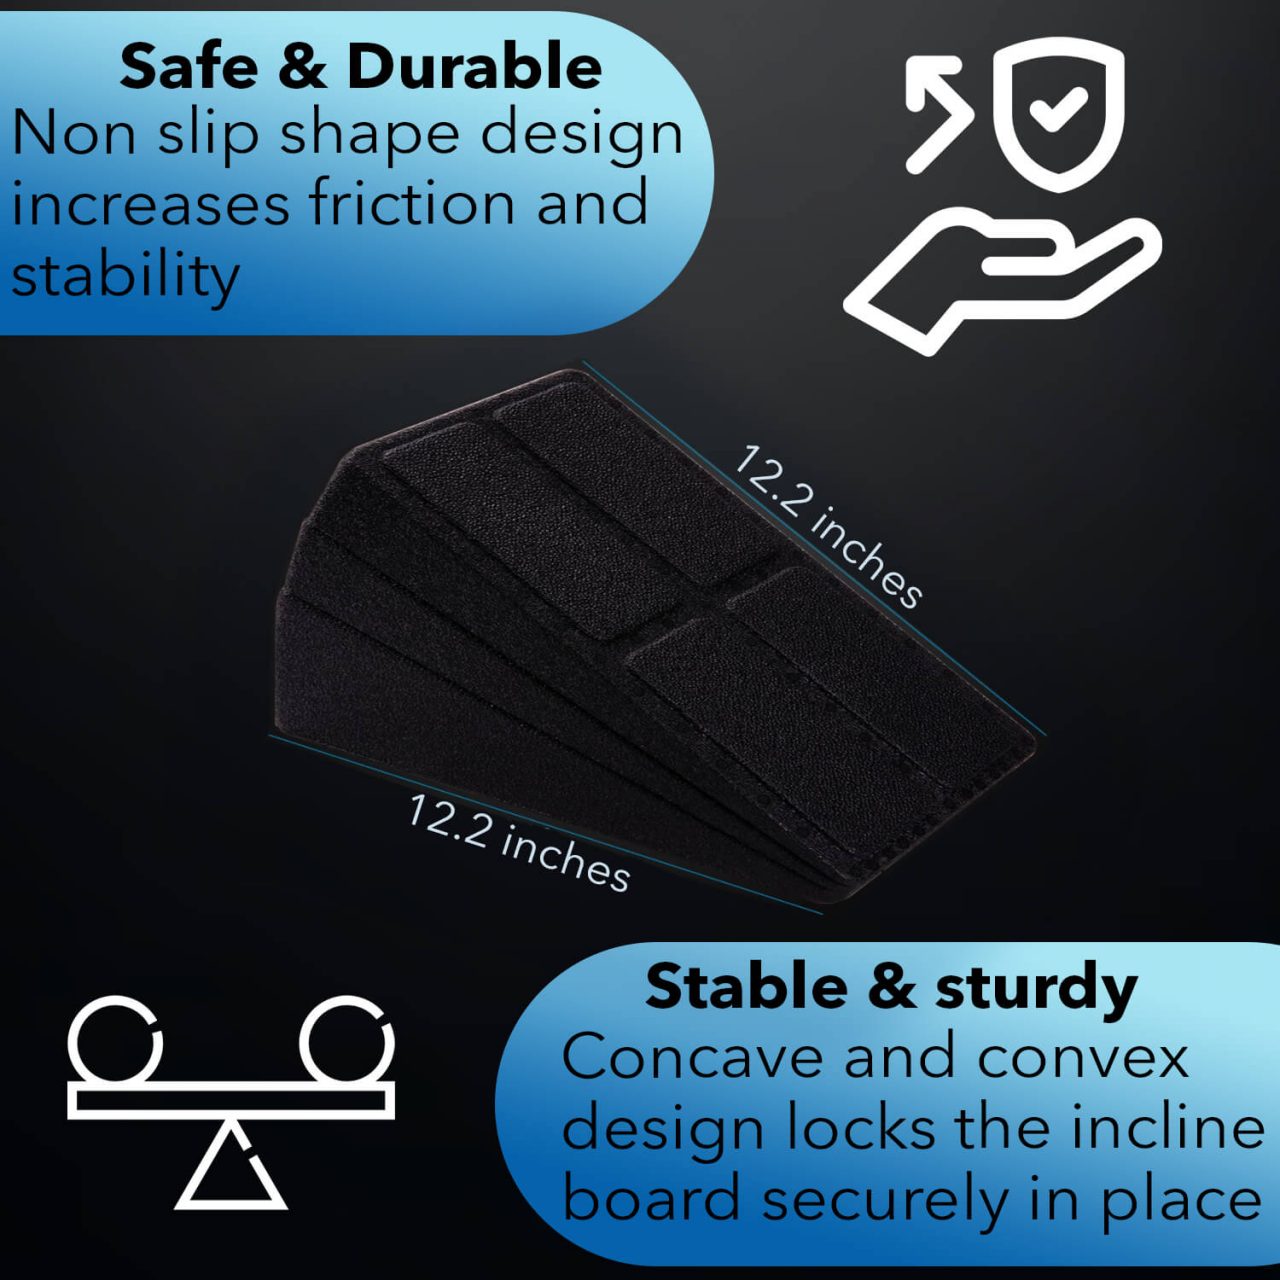 Safe & Durable
Non slip shape design
increases friction and
stability
12.2 inches
12.2 inches
Stable & sturdy
Concave and convex
design locks the incline
board securely in place